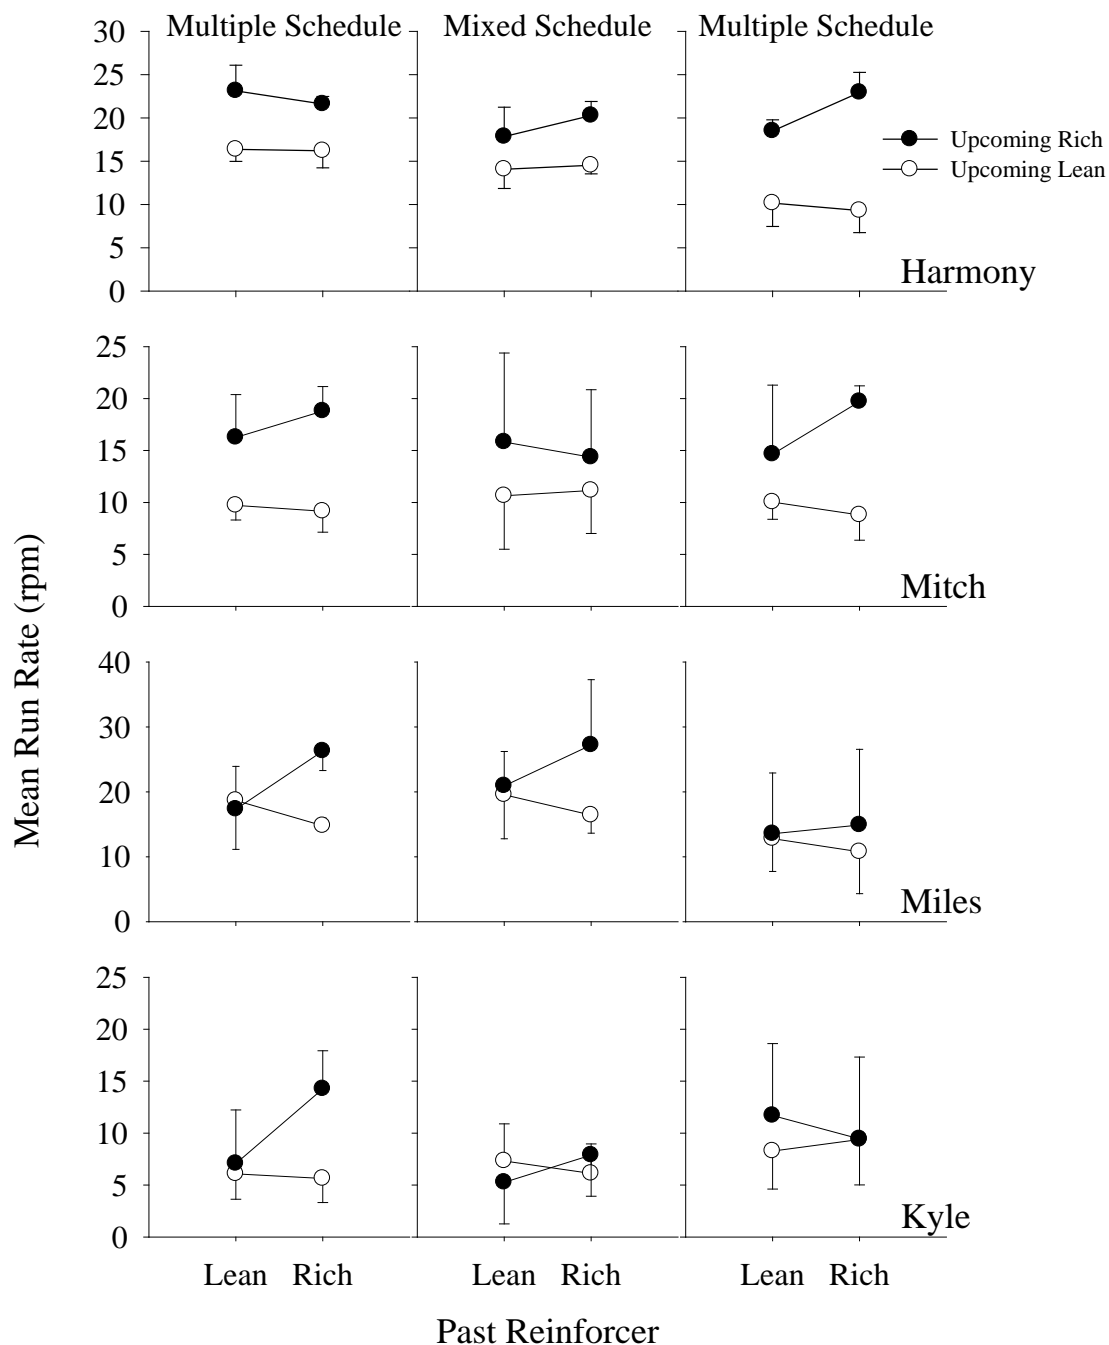 Multiple Schedule Mixed Schedule Multiple Schedule
30
25
20
15
10
5
0
Upcoming Rich
Upcoming Lean
Harmony
25
20
15
10
5
0
Mitch
Mean Run Rate (rpm)
40
30
20
10
0
Miles
25
20
15
10
5
0
Kyle
Lean Rich Lean Rich Lean Rich
Past Reinforcer